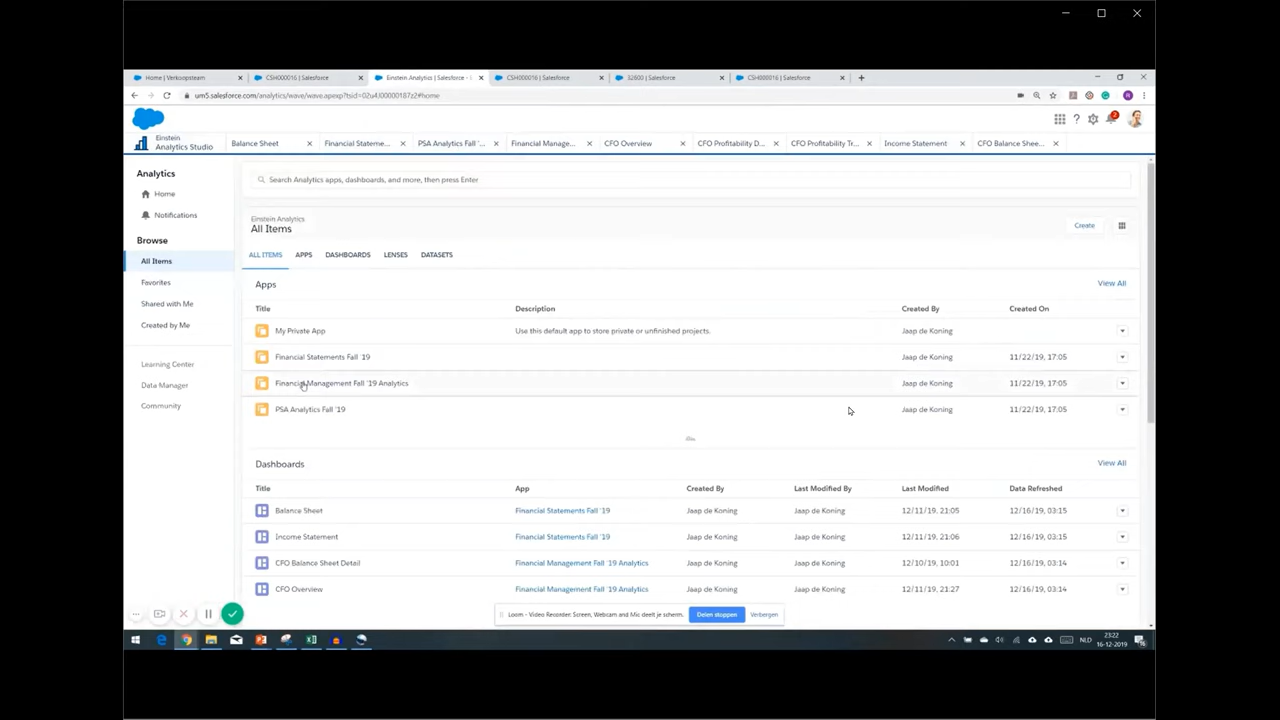 Home | Verkoopsteam
CSH000016 | Salesforce
Einstein Analytics | Salesforce -
CSH000016 | Salesforce
32600 | Salesforce
CSH000016 | Salesforce
Einstein
Analytics Studio
Balance Sheet
Financial Stateme...
PSA Analytics Fall '...
Financial Manage...
CFO Overview
CFO Profitability D...
CFO Profitability Tr...
Income Statement
CFO Balance Shee...
2
Analytics
Home
Notifications
Browse
All Items
Favorites
Shared with Me
Created by Me
Learning Center
Data Manager
Community
Search Analytics apps, dashboards, and more, then press Enter
Einstein Analytics
All Items
Create
ALL ITEMS APPS DASHBOARDS LENSES DATASETS
Apps View All
Title Description Created By Created On
My Private App Use this default app to store private or unfinished projects. Jaap de Koning
Financial Statements Fall '19 Jaap de Koning 11/22/19, 17:05
Financial Management Fall '19 Analytics Jaap de Koning 11/22/19, 17:05
PSA Analytics Fall '19 Jaap de Koning 11/22/19, 17:05
Dashboards View All
Title App Created By Last Modified By Last Modified Data Refreshed
Balance Sheet Financial Statements Fall '19 Jaap de Koning Jaap de Koning 12/11/19, 21:05 12/16/19, 03:15
Income Statement Financial Statements Fall '19 Jaap de Koning Jaap de Koning 12/11/19, 21:06 12/16/19, 03:15
CFO Balance Sheet Detail Financial Management Fall '19 Analytics Jaap de Koning Jaap de Koning 12/10/19, 10:01 12/16/19, 03:14
CFO Overview Financial Management Fall '19 Analytics Jaap de Koning Jaap de Koning 12/11/19, 21:27 12/16/19, 03:14
Loom - Video Recorder: Screen, Webcam and Mic deelt je scherm. Delen stoppen Verbergen
NLD
23:22
16-12-2019